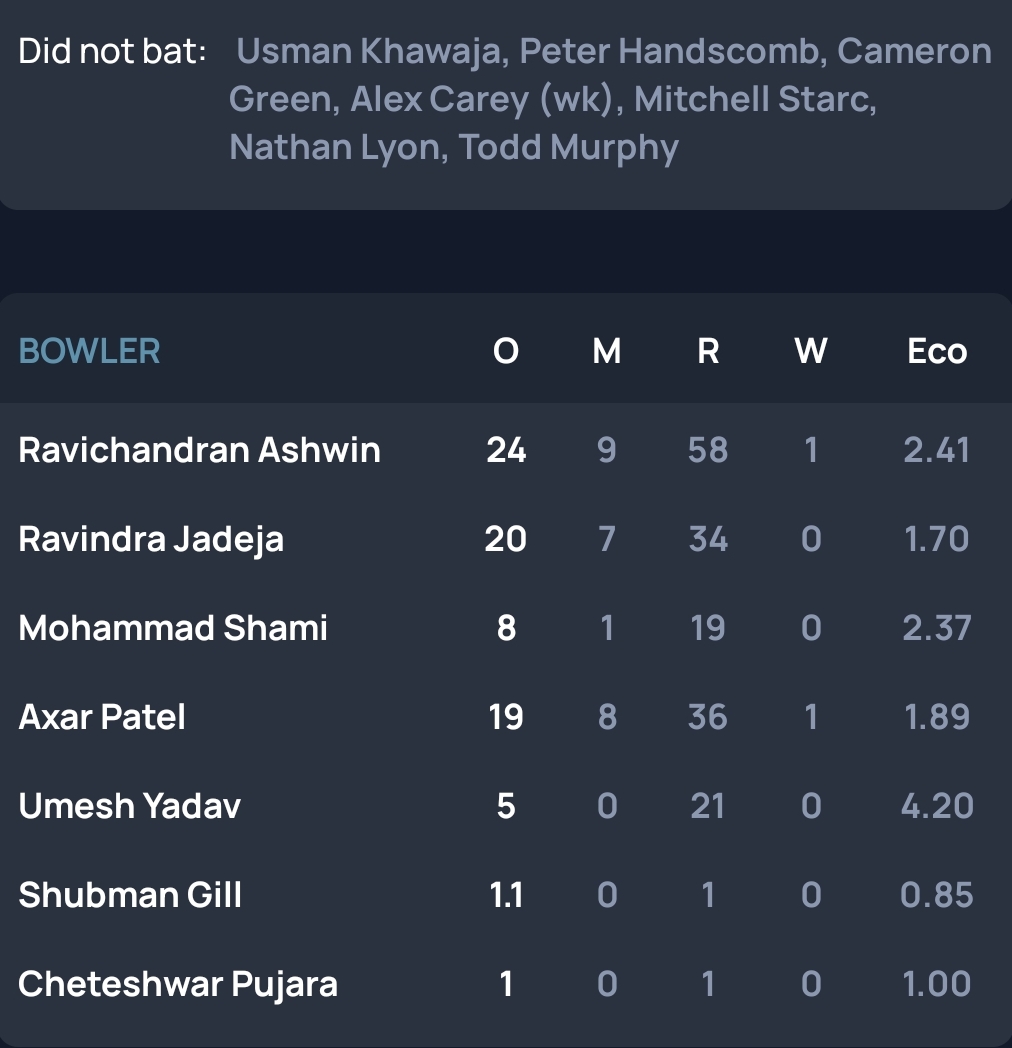 Did not bat: Usman Khawaja, Peter Handscomb, Cameron
Green, Alex Carey (wk), Mitchell Starc,
Nathan Lyon, Todd Murphy
BOWLER O M R W Eco
Ravichandran Ashwin 24 9 58 1 2.41
Ravindra Jadeja 20 7 34 0 1.70
Mohammad Shami 8 1 19 0 2.37
Axar Patel 19 8 36 1 1.89
Umesh Yadav 5 0 21 0 4.20
Shubman Gill 1.1 0 1 0 0.85
Cheteshwar Pujara 1 0 1 0 1.00